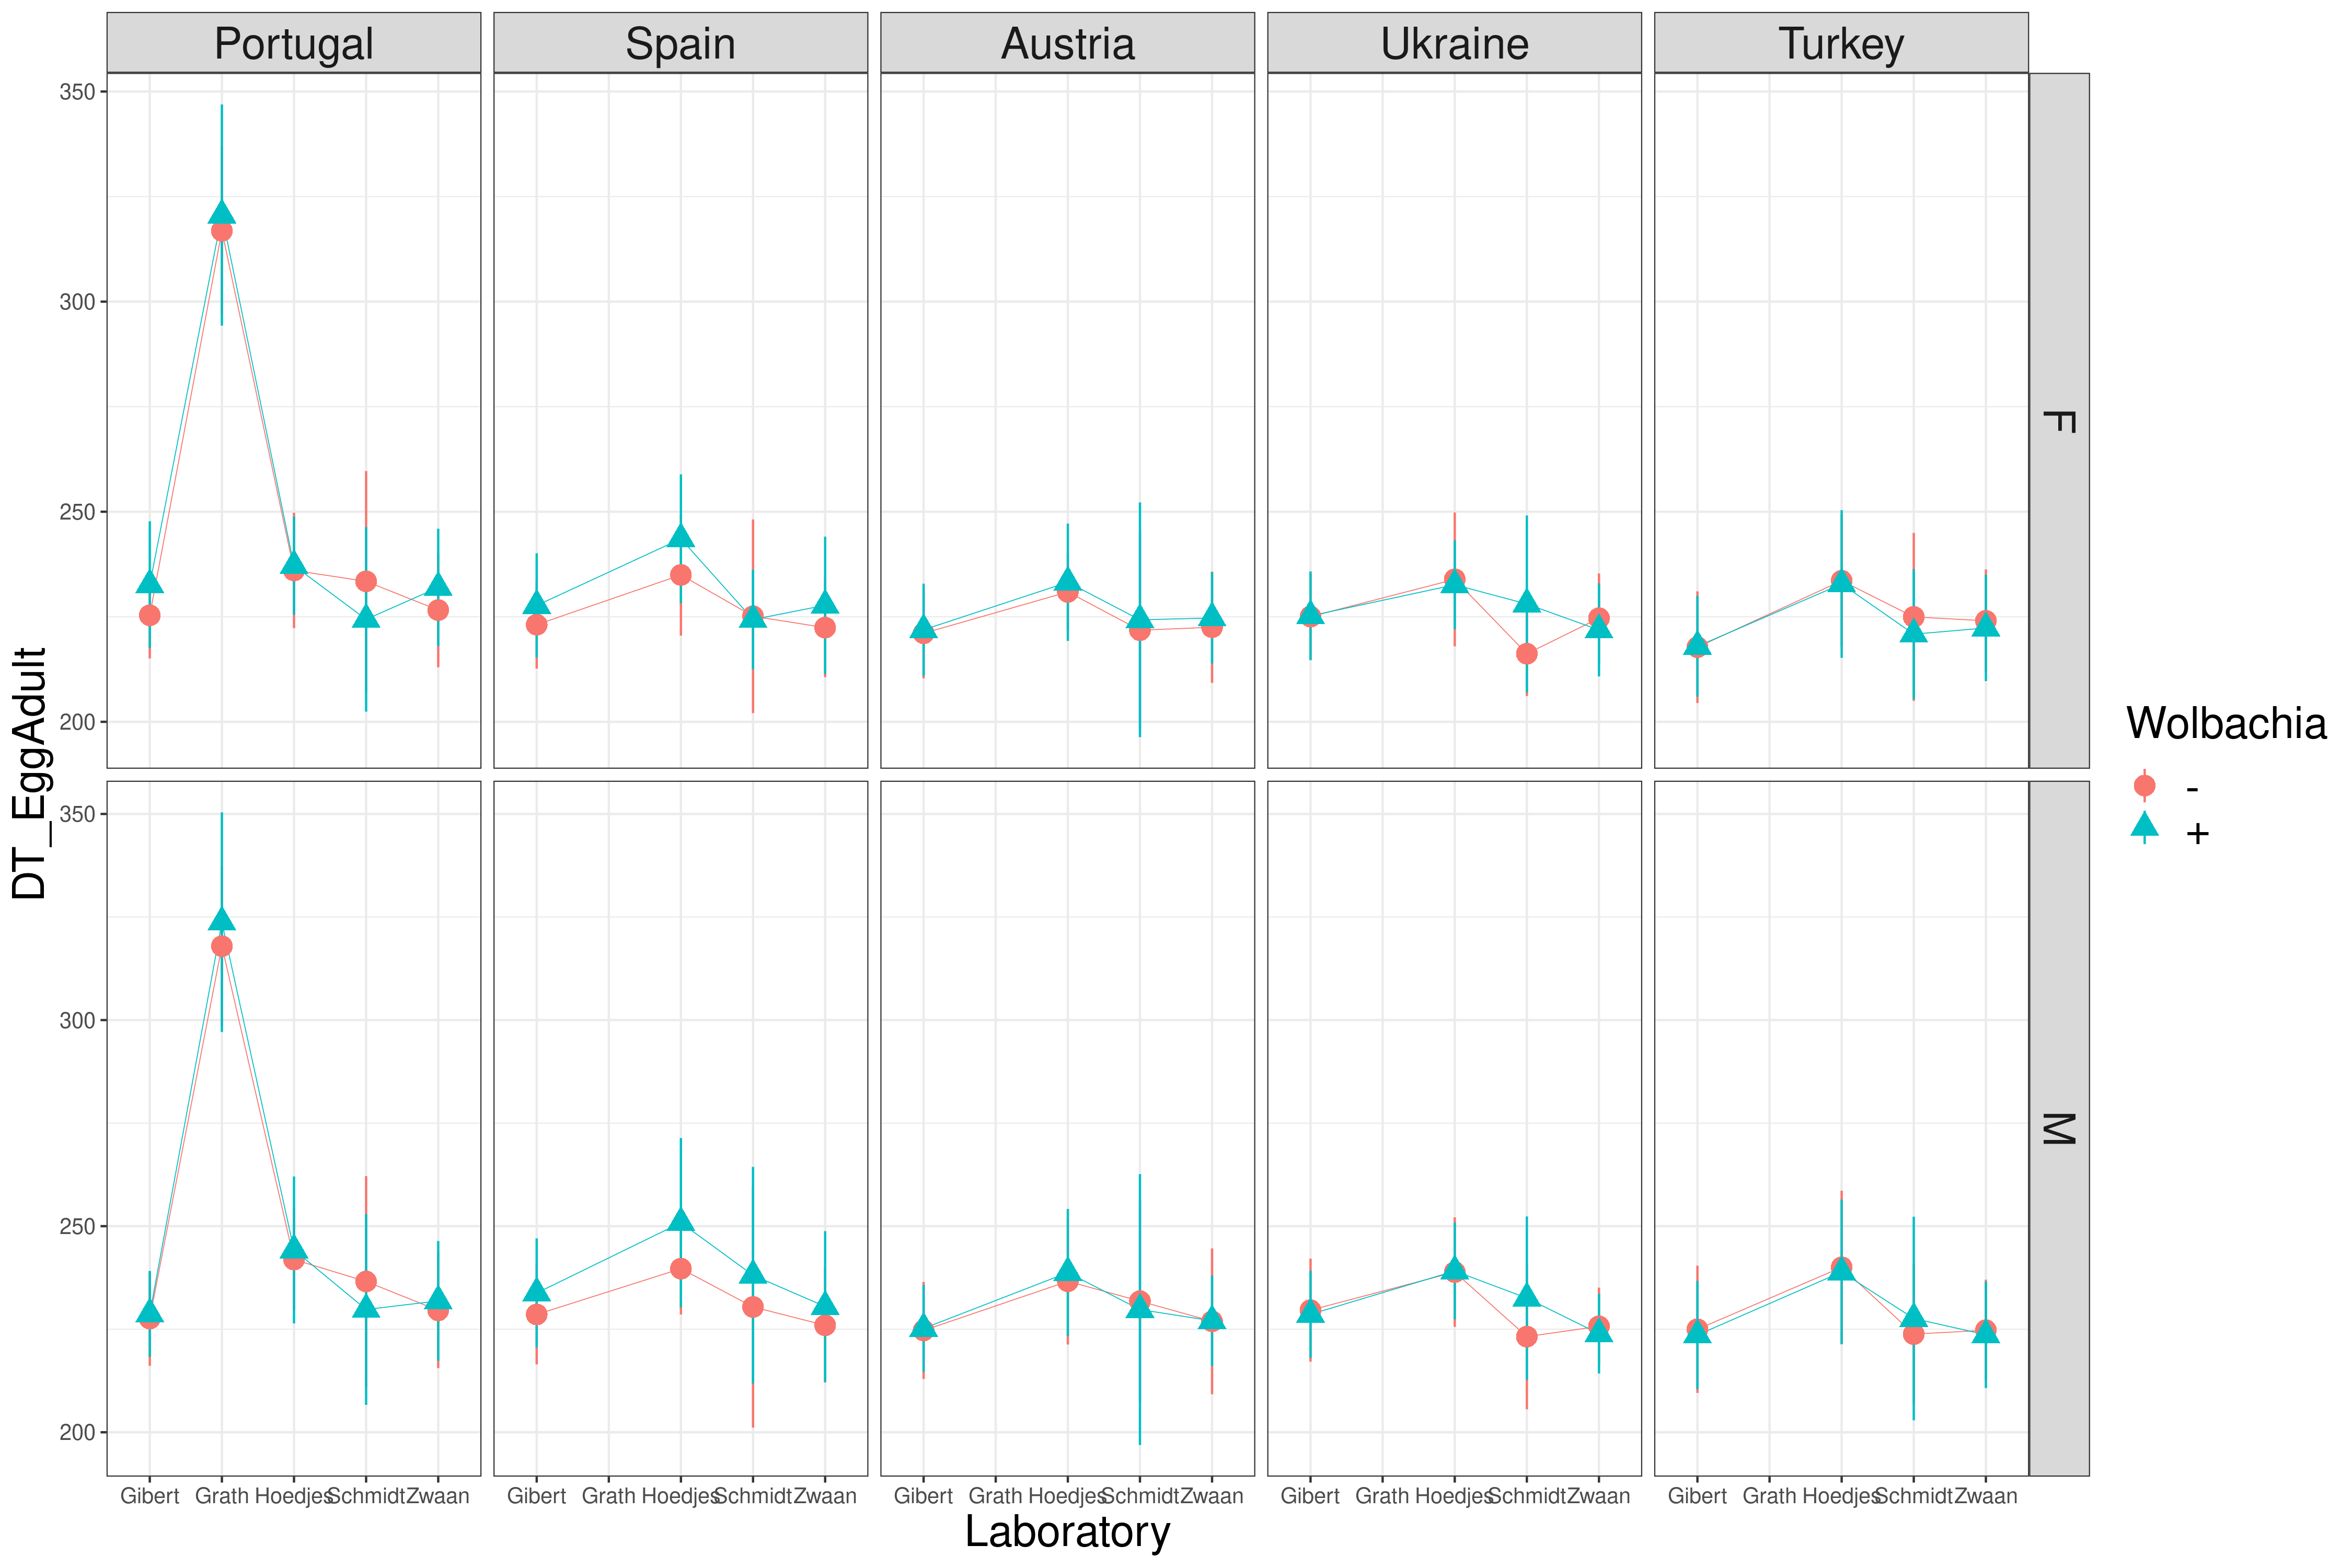 Portugal Spain Austria Ukraine Turkey
350
300
250
200
F
DT_EggAdult
350
300
250
200
M
Wolbachia
-
+
Gibert Grath Hoedjes Schmidt Zwaan Gibert Grath Hoedjes Schmidt Zwaan Gibert Grath Hoedjes Schmidt Zwaan Gibert Grath Hoedjes Schmidt Zwaan Gibert Grath Hoedjes Schmidt Zwaan
Laboratory